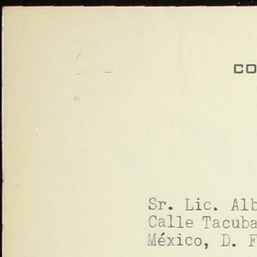 CO
Sr. Lic. Alb
Calle Tacuba
México, D. F